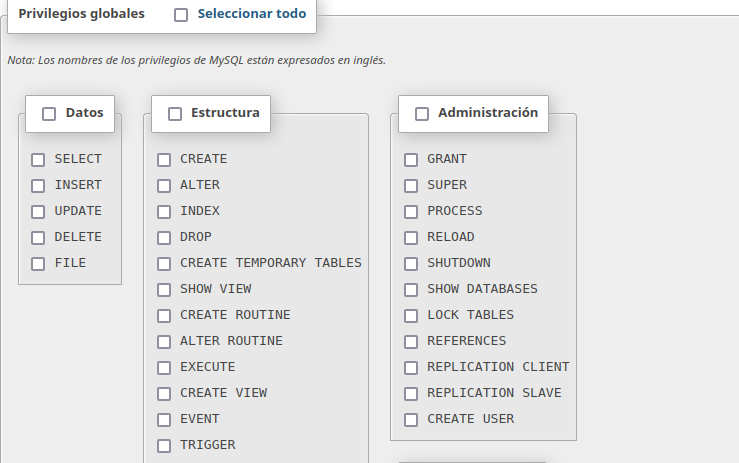 Privilegios globales Seleccionar todo
Nota: Los nombres de los privilegios de MySQL están expresados en inglés.
Datos
SELECT
INSERT
UPDATE
DELETE
FILE
Estructura
CREATE
ALTER
INDEX
DROP
CREATE TEMPORARY TABLES
SHOW VIEW
CREATE ROUTINE
ALTER ROUTINE
EXECUTE
CREATE VIEW
EVENT
TRIGGER
Administración
GRANT
SUPER
PROCESS
RELOAD
SHUTDOWN
SHOW DATABASES
LOCK TABLES
REFERENCES
REPLICATION CLIENT
REPLICATION SLAVE
CREATE USER